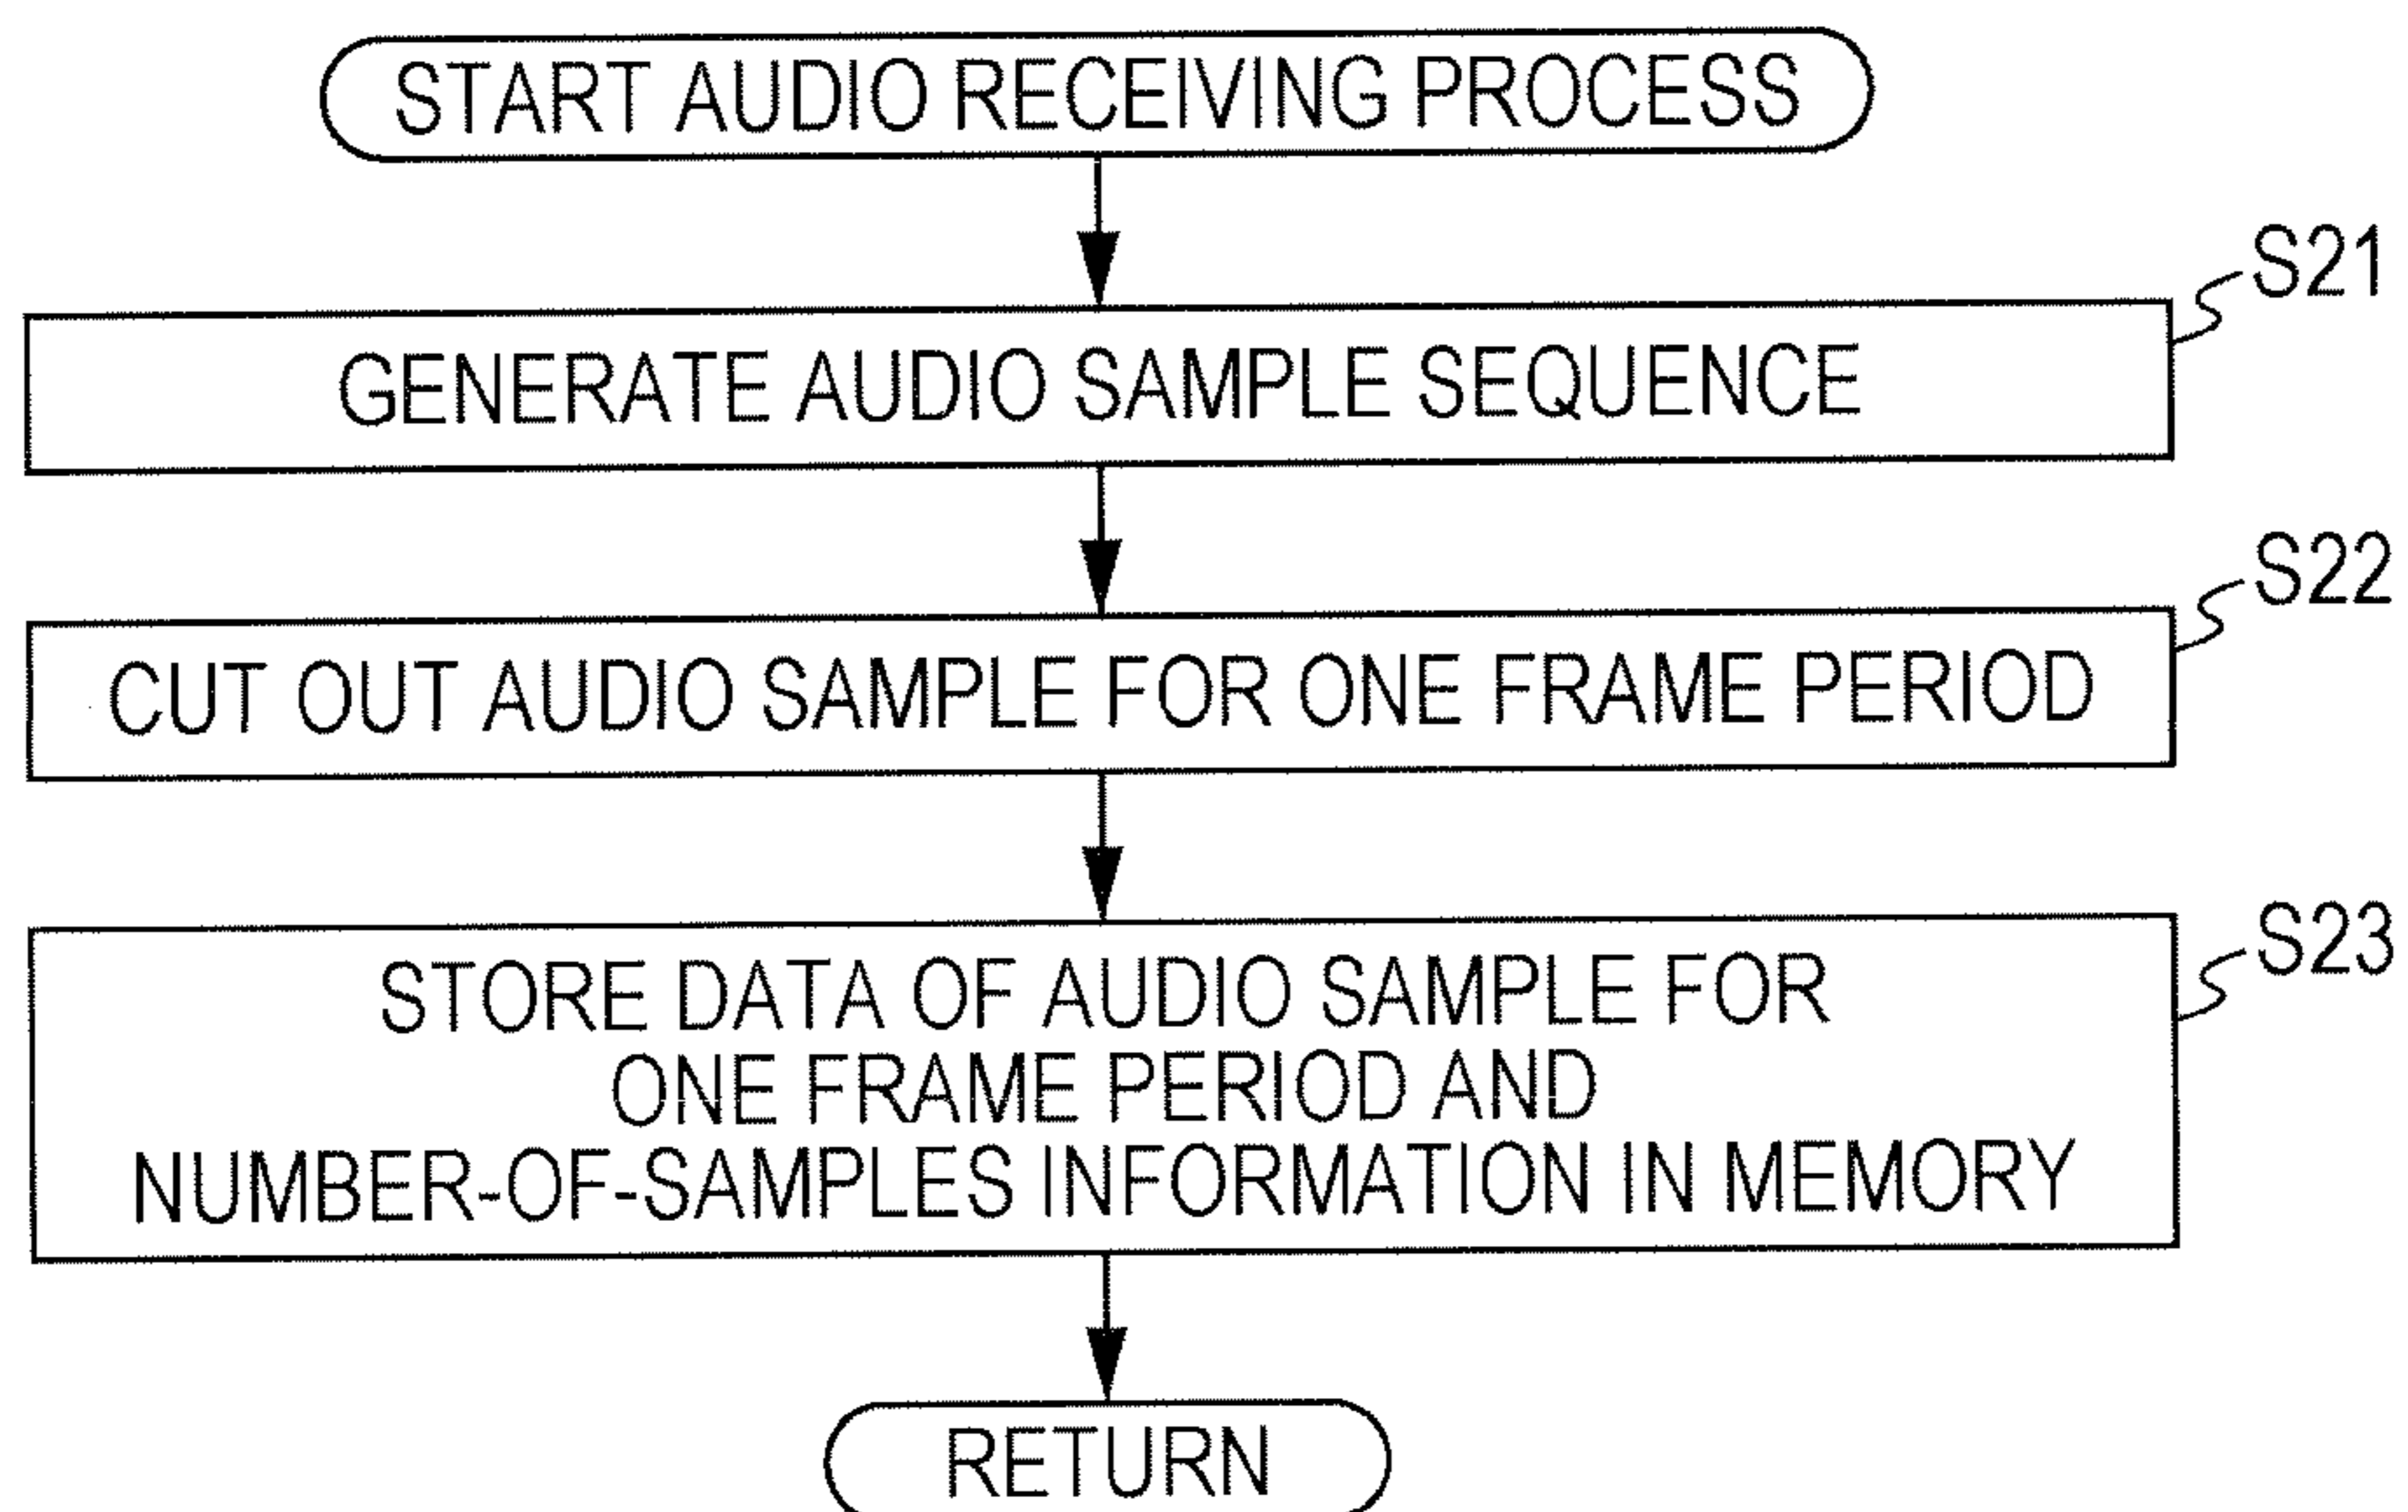 START AUDIO RECEIVING PROCESS
S21
GENERATE AUDIO SAMPLE SEQUENCE
S22
CUT OUT AUDIO SAMPLE FOR ONE FRAME PERIOD
S23
STORE DATA OF AUDIO SAMPLE FOR
ONE FRAME PERIOD AND
NUMBER-OF-SAMPLES INFORMATION IN MEMORY
RETURN